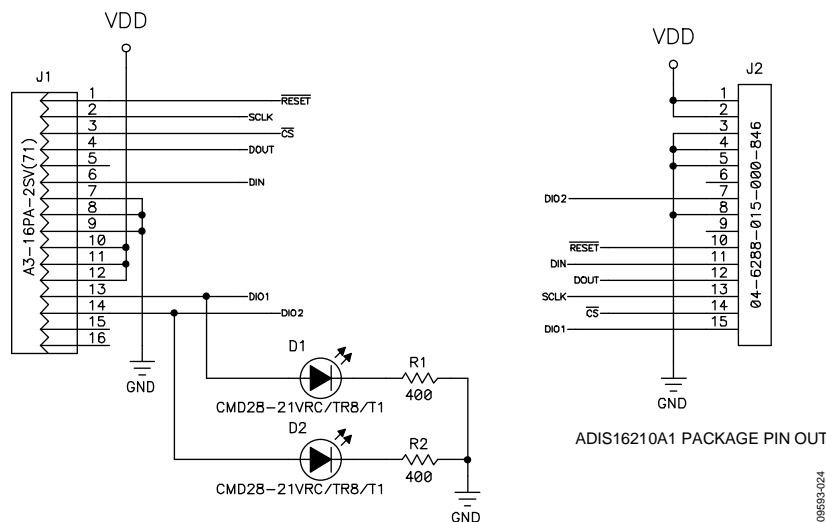 VDD
J1
A3-16PA-2SV(71)
1
2
3
4
5
6
7
8
9
10
11
12
13
14
15
16
RESET
SCLK
CS
DOUT
DIN
DIO1
DIO2
GND
D1
CMD28-21VRC/TR8/T1
R1
400
D2
CMD28-21VRC/TR8/T1
R2
400
GND
VDD
J2
04-6288-015-000-846
1
2
3
4
5
6
7
8
9
10
11
12
13
14
15
DIO2
RESET
DIN
DOUT
SCLK
CS
DIO1
GND
ADIS16210A1 PACKAGE PIN OUT
09593-024